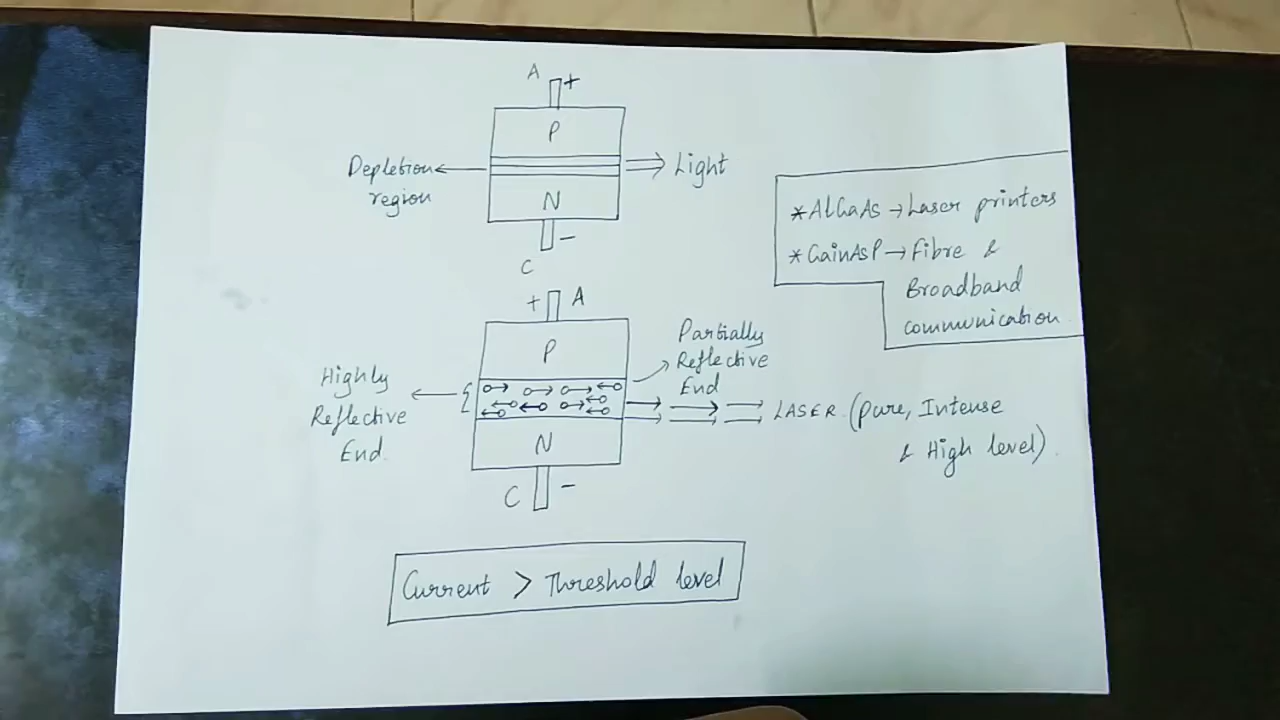 A +
P
Depletion
region
Light
N
-
C
*AlGaAs → Laser printers
*GainAsP → Fibre &
Broadband
communication
+ A
P
Partially
Reflective
End
Highly
Reflective
End.
LASER (Pure, Intense
& High level).
N
C -
Current > Threshold level